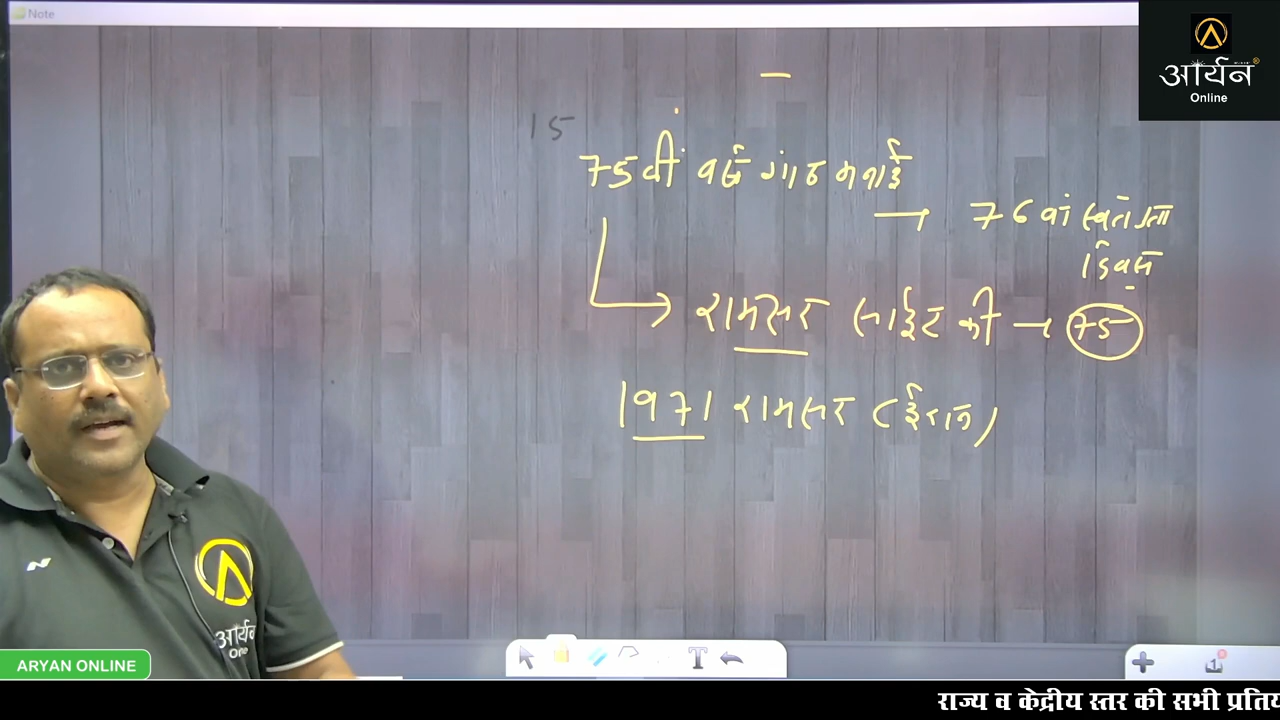 Note
आर्यन
Online
15
75वीं वर्षगांठ मनाई
→ 76वां स्वतंत्रता
दिवस
→ रामसर साईट की → 75
1971 रामसर (ईरान)
आर्यन
ARYAN ONLINE
राज्य व केंद्रीय स्तर की सभी